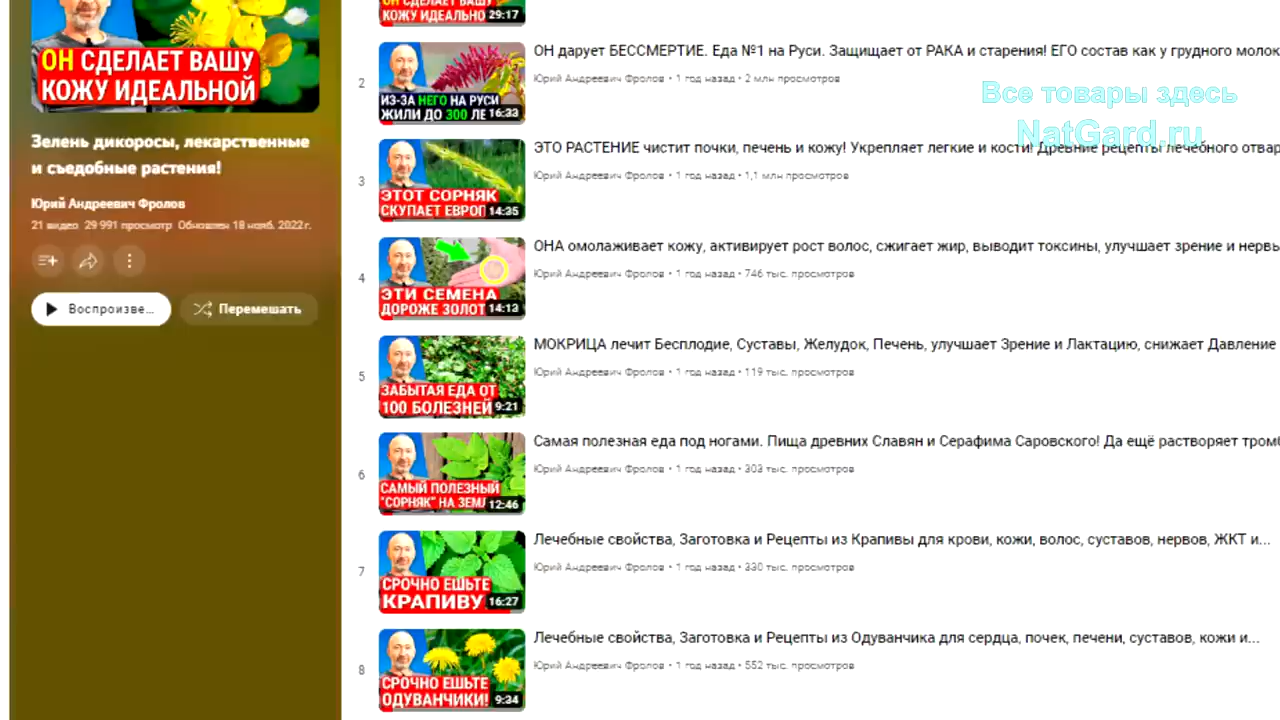 ОН СДЕЛАЕТ ВАШУ
КОЖУ ИДЕАЛЬНОЙ
Зелень дикоросы, лекарственные
и съедобные растения!
Юрий Андреевич Фролов
21 видео 29 991 просмотр Обновлен 18 нояб. 2022 г.
Воспроизве...
Перемешать
ОН СДЕЛАЕТ ВАШУ
КОЖУ ИДЕАЛЬНО 29:17
2
ИЗ-ЗА НЕГО НА РУСИ
ЖИЛИ ДО 300 ЛЕ 16:33
ОН дарует БЕССМЕРТИЕ. Еда №1 на Руси. Защищает от РАКА и старения! ЕГО состав как у грудного молок
Юрий Андреевич Фролов • 1 год назад • 2 млн просмотров
Все товары здесь
NatGard.ru
3
ЭТОТ СОРНЯК
СКУПАЕТ ЕВРОП 14:35
ЭТО РАСТЕНИЕ чистит почки, печень и кожу! Укрепляет легкие и кости! Древние рецепты лечебного отвар
Юрий Андреевич Фролов • 1 год назад • 1,1 млн просмотров
4
ЭТИ СЕМЕНА
ДОРОЖЕ ЗОЛОТ 14:13
ОНА омолаживает кожу, активирует рост волос, сжигает жир, выводит токсины, улучшает зрение и нервы
Юрий Андреевич Фролов • 1 год назад • 746 тыс. просмотров
5
ЗАБЫТАЯ ЕДА ОТ
100 БОЛЕЗНЕЙ 9:21
МОКРИЦА лечит Бесплодие, Суставы, Желудок, Печень, улучшает Зрение и Лактацию, снижает Давление
Юрий Андреевич Фролов • 1 год назад • 119 тыс. просмотров
6
САМЫЙ ПОЛЕЗНЫЙ
"СОРНЯК" НА ЗЕМЛ 12:46
Самая полезная еда под ногами. Пища древних Славян и Серафима Саровского! Да ещё растворяет тромб
Юрий Андреевич Фролов • 1 год назад • 303 тыс. просмотров
7
СРОЧНО ЕШЬТЕ
КРАПИВУ 16:27
Лечебные свойства, Заготовка и Рецепты из Крапивы для крови, кожи, волос, суставов, нервов, ЖКТ и...
Юрий Андреевич Фролов • 1 год назад • 330 тыс. просмотров
8
СРОЧНО ЕШЬТЕ
ОДУВАНЧИКИ! 9:34
Лечебные свойства, Заготовка и Рецепты из Одуванчика для сердца, почек, печени, суставов, кожи и...
Юрий Андреевич Фролов • 1 год назад • 552 тыс. просмотров